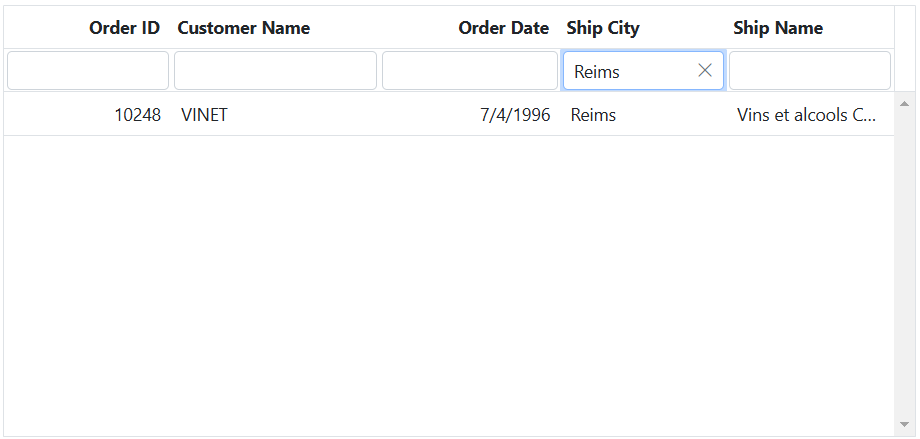 Order ID Customer Name Order Date Ship City Ship Name
Reims
10248 VINET 7/4/1996 Reims Vins et alcools C...